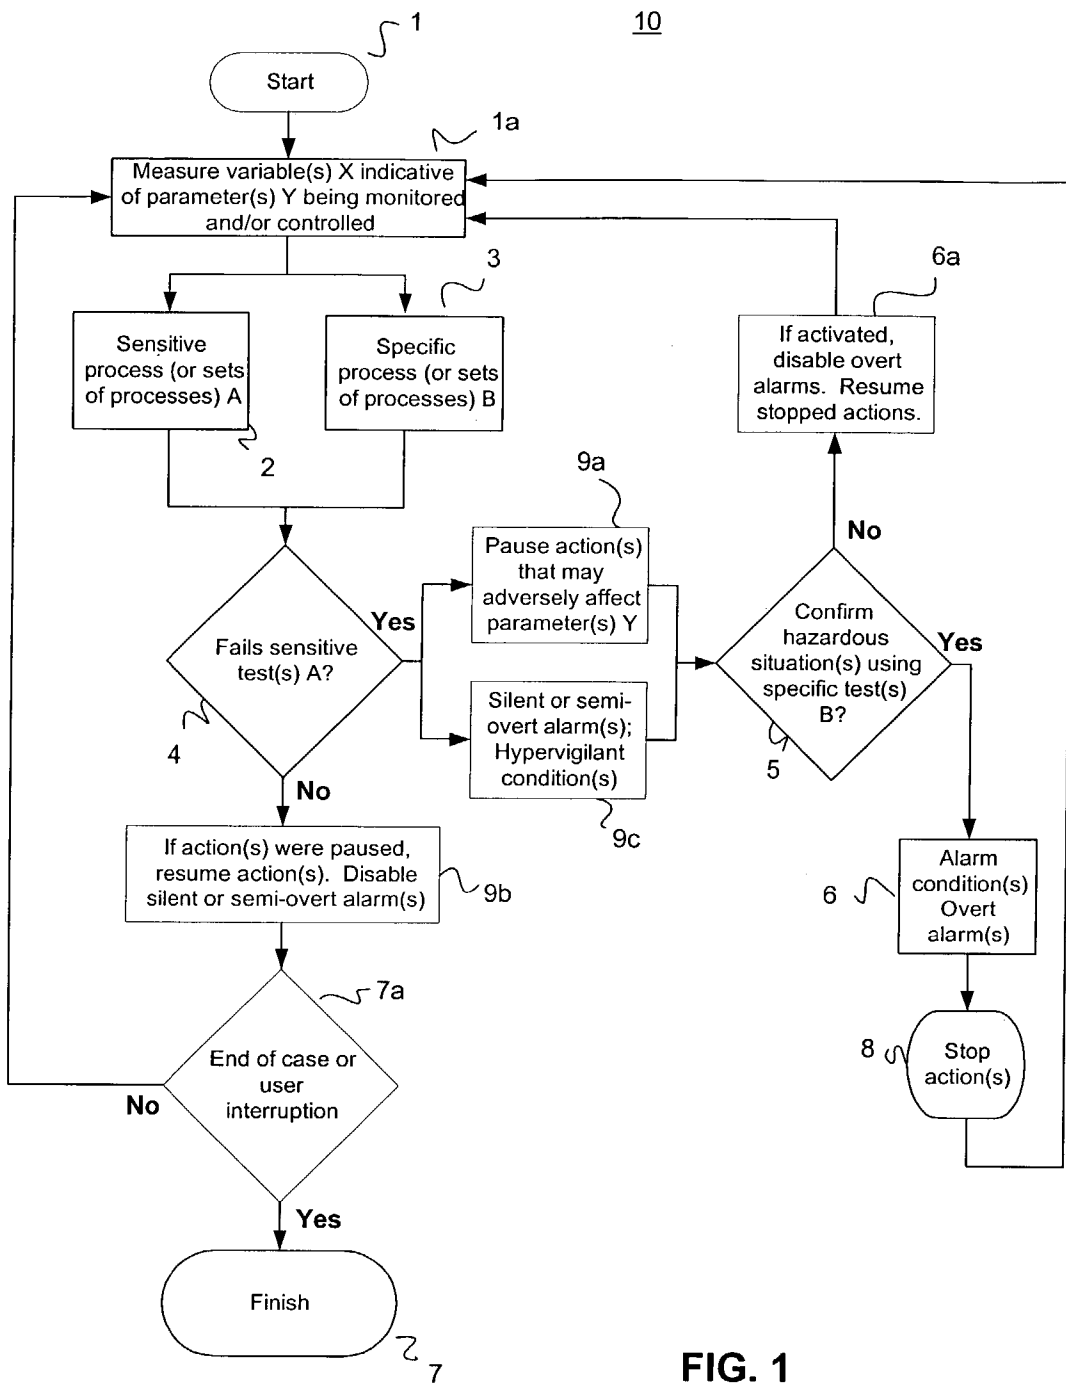 1
10
Start
1a
Measure variable(s) X indicative
of parameter(s) Y being monitored
and/or controlled
3
6a
Sensitive
process (or sets
of processes) A
Specific
process (or sets
of processes) B
If activated,
disable overt
alarms. Resume
stopped actions.
2
9a
No
Pause action(s)
that may
adversely affect
parameter(s) Y
Yes
Fails sensitive
test(s) A?
Confirm
hazardous
situation(s) using
specific test(s)
B?
Yes
Silent or semi-
overt alarm(s);
Hypervigilant
condition(s)
4
5
No
9c
If action(s) were paused,
resume action(s). Disable
silent or semi-overt alarm(s)
9b
Alarm
condition(s)
Overt
alarm(s)
6
7a
End of case or
user
interruption
8
Stop
action(s)
No
Yes
Finish
7
FIG. 1